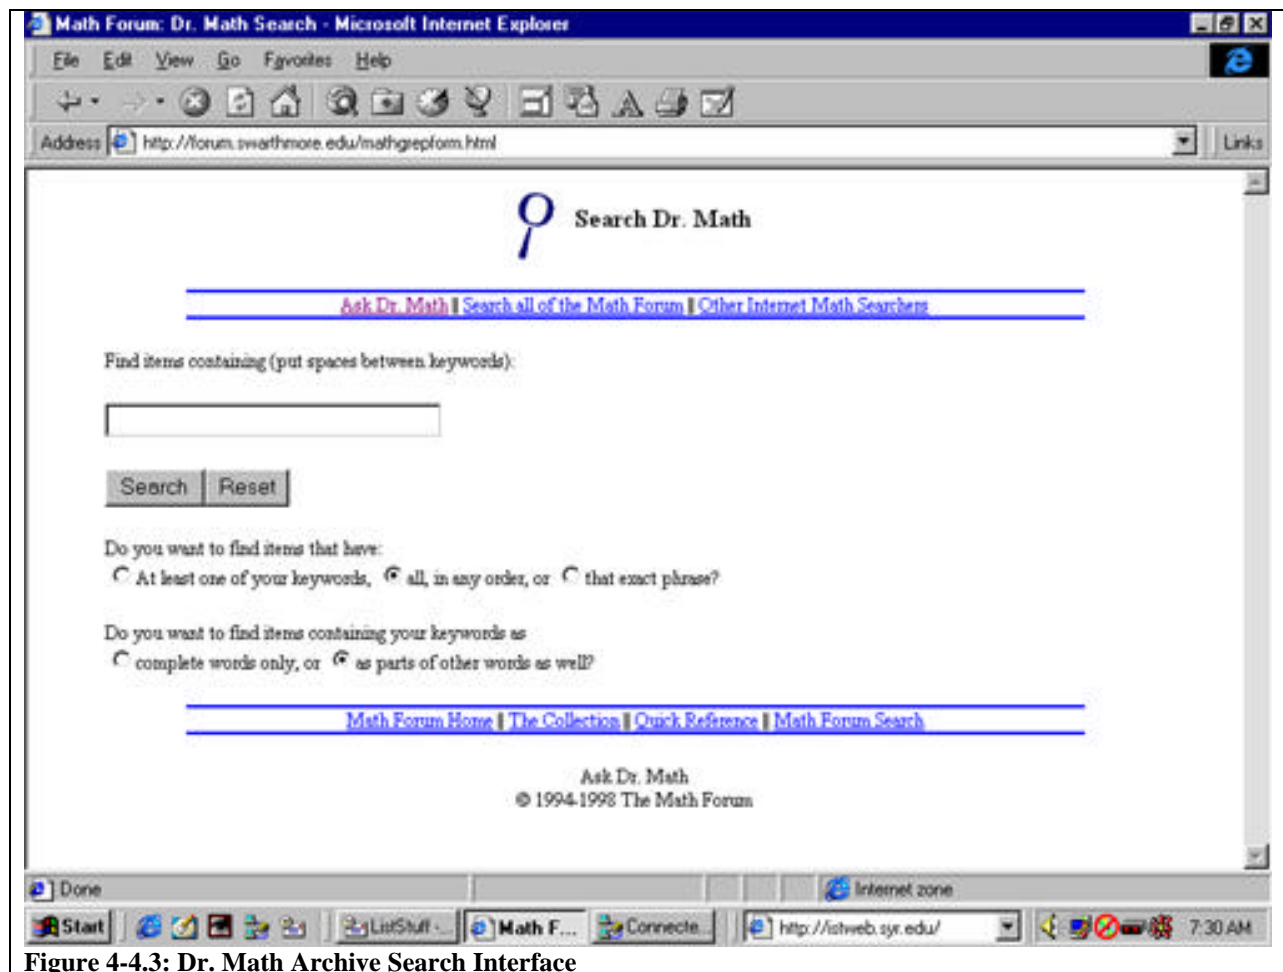 Math Forum: Dr. Math Search - Microsoft Internet Explorer
File Edit View Go Favorites Help
Address http://forum.swarthmore.edu/mathgrepform.html Links
Search Dr. Math
Ask Dr. Math || Search all of the Math Forum || Other Internet Math Searchers
Find items containing (put spaces between keywords):
Search Reset
Do you want to find items that have:
At least one of your keywords, all, in any order, or that exact phrase?
Do you want to find items containing your keywords as
complete words only, or as parts of other words as well?
Math Forum Home || The Collection || Quick Reference || Math Forum Search
Ask Dr. Math
© 1994-1998 The Math Forum
Done Internet zone
Start ListStuff -... Math F... Connecte... http://istweb.syr.edu/ 7:30 AM
Figure 4-4.3: Dr. Math Archive Search Interface